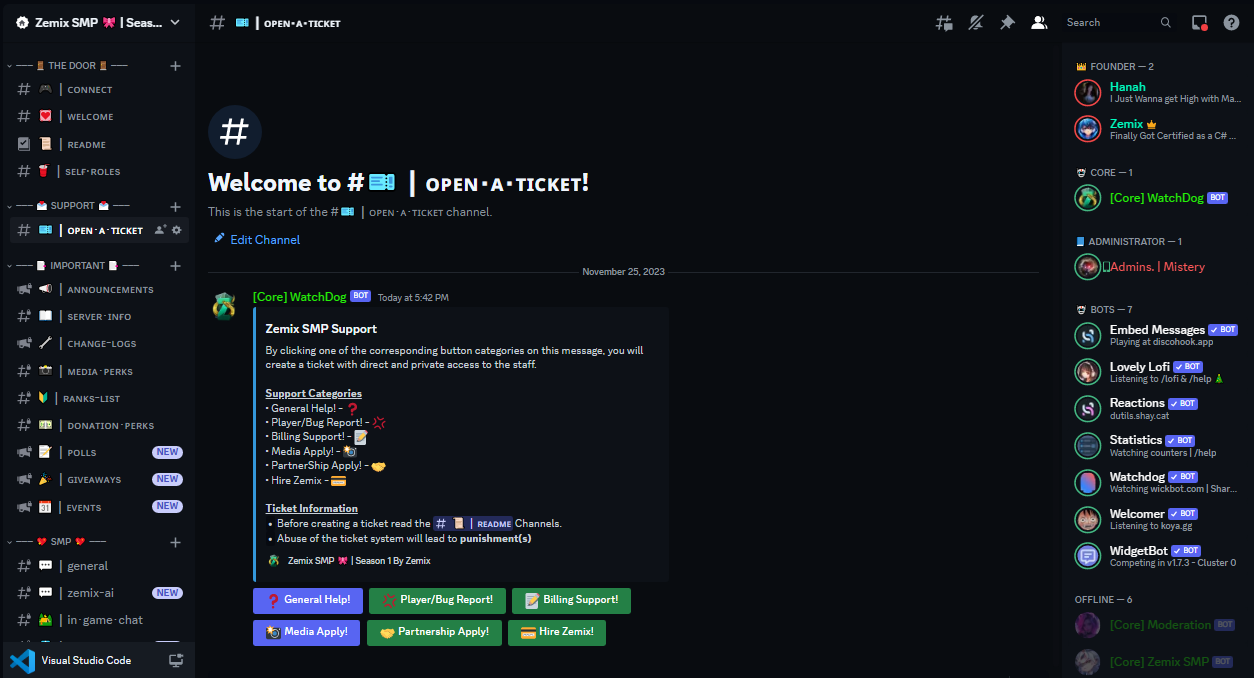 Zemix SMP 🎀 | Seas...
🎟️ | OPEN·A·TICKET
Search
THE DOOR
CONNECT
WELCOME
README
SELF·ROLES
SUPPORT
OPEN·A·TICKET
IMPORTANT
ANNOUNCEMENTS
SERVER-INFO
CHANGE-LOGS
MEDIA·PERKS
RANKS-LIST
DONATION·PERKS
POLLS NEW
GIVEAWAYS NEW
EVENTS NEW
SMP
general
zemix-ai NEW
in·game·chat
Visual Studio Code
Welcome to #🎟️ | OPEN·A·TICKET!
This is the start of the #🎟️ | OPEN·A·TICKET channel.
Edit Channel
November 25, 2023
[Core] WatchDog BOT Today at 5:42 PM
Zemix SMP Support
By clicking one of the corresponding button categories on this message, you will
create a ticket with direct and private access to the staff.
Support Categories
• General Help! - ❓
• Player/Bug Report! - 💢
• Billing Support! - 📝
• Media Apply! - 📸
• PartnerShip Apply! - 🤝
• Hire Zemix - 💳
Ticket Information
• Before creating a ticket read the # 📜 | README Channels.
• Abuse of the ticket system will lead to punishment(s)
Zemix SMP 🎀 | Season 1 By Zemix
❓ General Help! 💢 Player/Bug Report! 📝 Billing Support!
📸 Media Apply! 🤝 Partnership Apply! 💳 Hire Zemix!
FOUNDER — 2
Hanah
I Just Wanna get High with Ma...
Zemix
Finally Got Certified as a C# ...
CORE — 1
[Core] WatchDog BOT
ADMINISTRATOR — 1
Admins. | Mistery
BOTS — 7
Embed Messages ✓ BOT
Playing at discohook.app
Lovely Lofi ✓ BOT
Listening to /lofi & /help 🎄
Reactions ✓ BOT
dutils.shay.cat
Statistics ✓ BOT
Watching counters | /help
Watchdog ✓ BOT
Watching wickbot.com | Shar...
Welcomer ✓ BOT
Listening to koya.gg
WidgetBot ✓ BOT
Competing in v1.7.3 - Cluster 0
OFFLINE — 6
[Core] Moderation BOT
[Core] Zemix SMP BOT